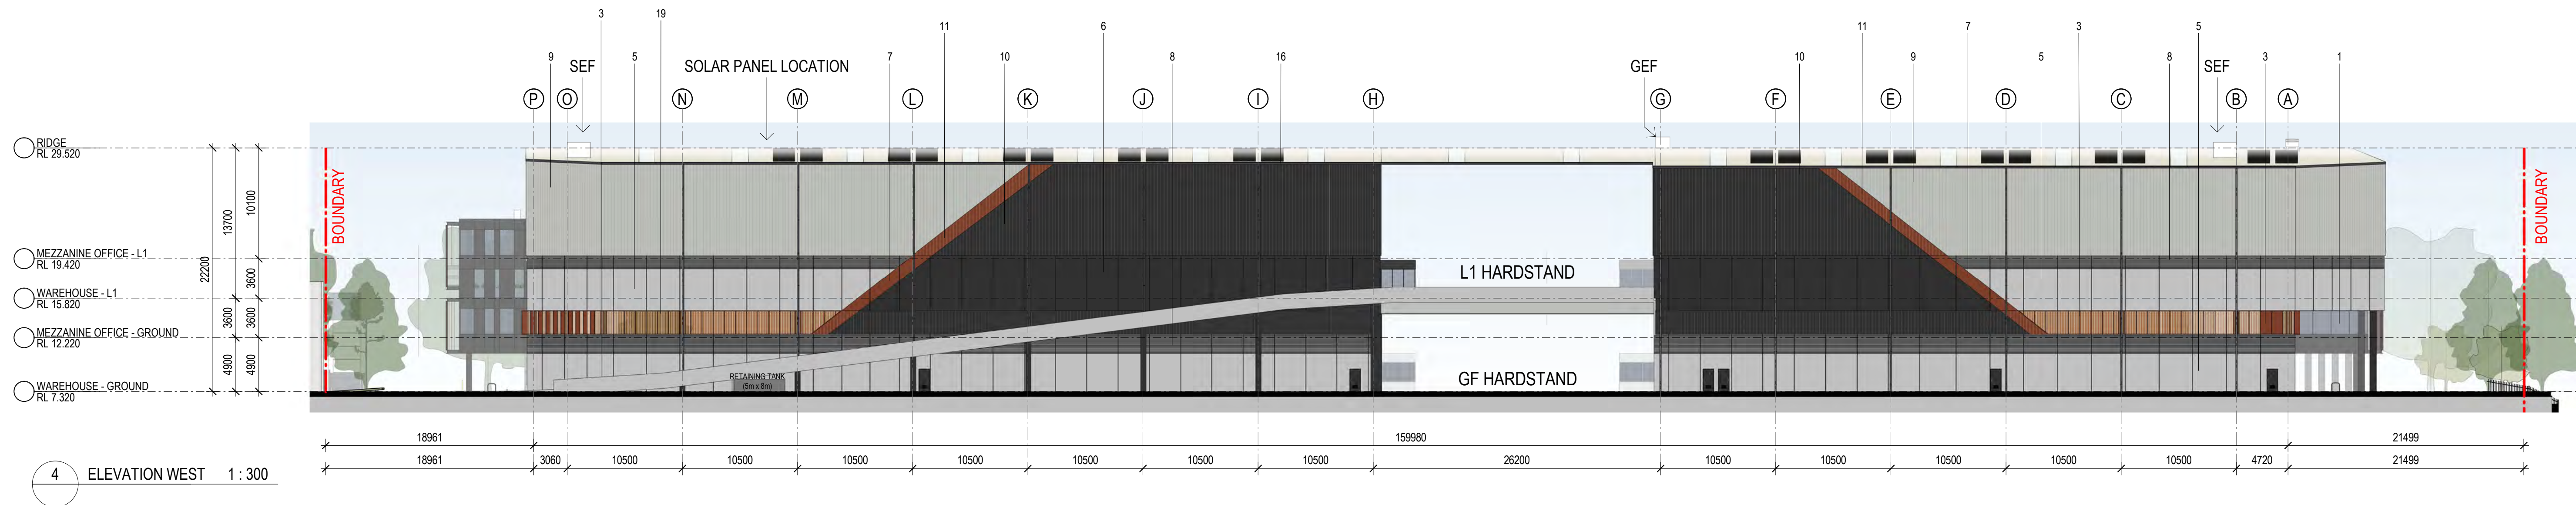 3 19
11 6 11 7 3 5
9 SEF 5 SOLAR PANEL LOCATION 7 10 8 16 GEF 10 9 5 8 SEF 3 1
P O N M L K J I H G F E D C B A
RIDGE
RL 29.520
BOUNDARY
BOUNDARY
22200
13700
10100
MEZZANINE OFFICE - L1
RL 19.420
3600
L1 HARDSTAND
WAREHOUSE - L1
RL 15.820
3600
3600
MEZZANINE OFFICE - GROUND
RL 12.220
4900
4900
RETAINING TANK
(5m x 8m)
GF HARDSTAND
WAREHOUSE - GROUND
RL 7.320
18961 159980 21499
18961 3060 10500 10500 10500 10500 10500 10500 10500 26200 10500 10500 10500 10500 10500 4720 21499
4 ELEVATION WEST 1 : 300